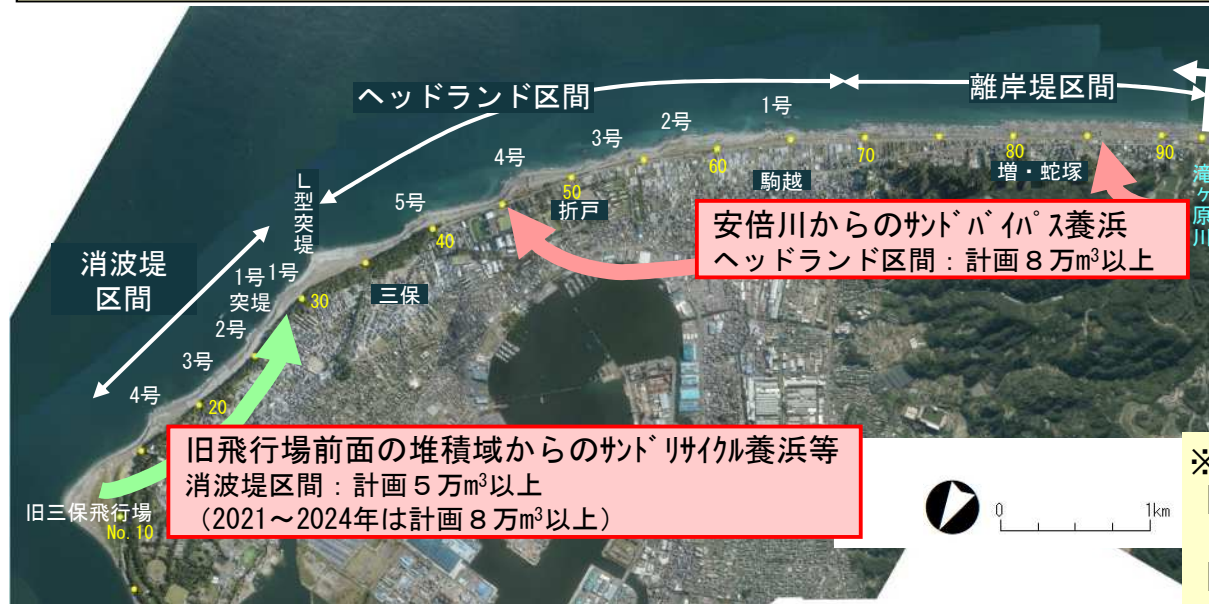 ヘッドランド区間
離岸堤区間
1号
2号
3号
4号
5号
L型突堤
消波堤
区間
1号
1号
突堤
2号
3号
4号
90
80
70
60
50
40
30
20
No.10
増・蛇塚
駒越
折戸
三保
滝ヶ原川
安倍川からのサンドバイパス養浜
ヘッドランド区間：計画８万m³以上
旧飛行場前面の堆積域からのサンドリサイクル養浜等
消波堤区間：計画５万m³以上
（2021～2024年は計画８万m³以上）
旧三保飛行場
0
1km
※